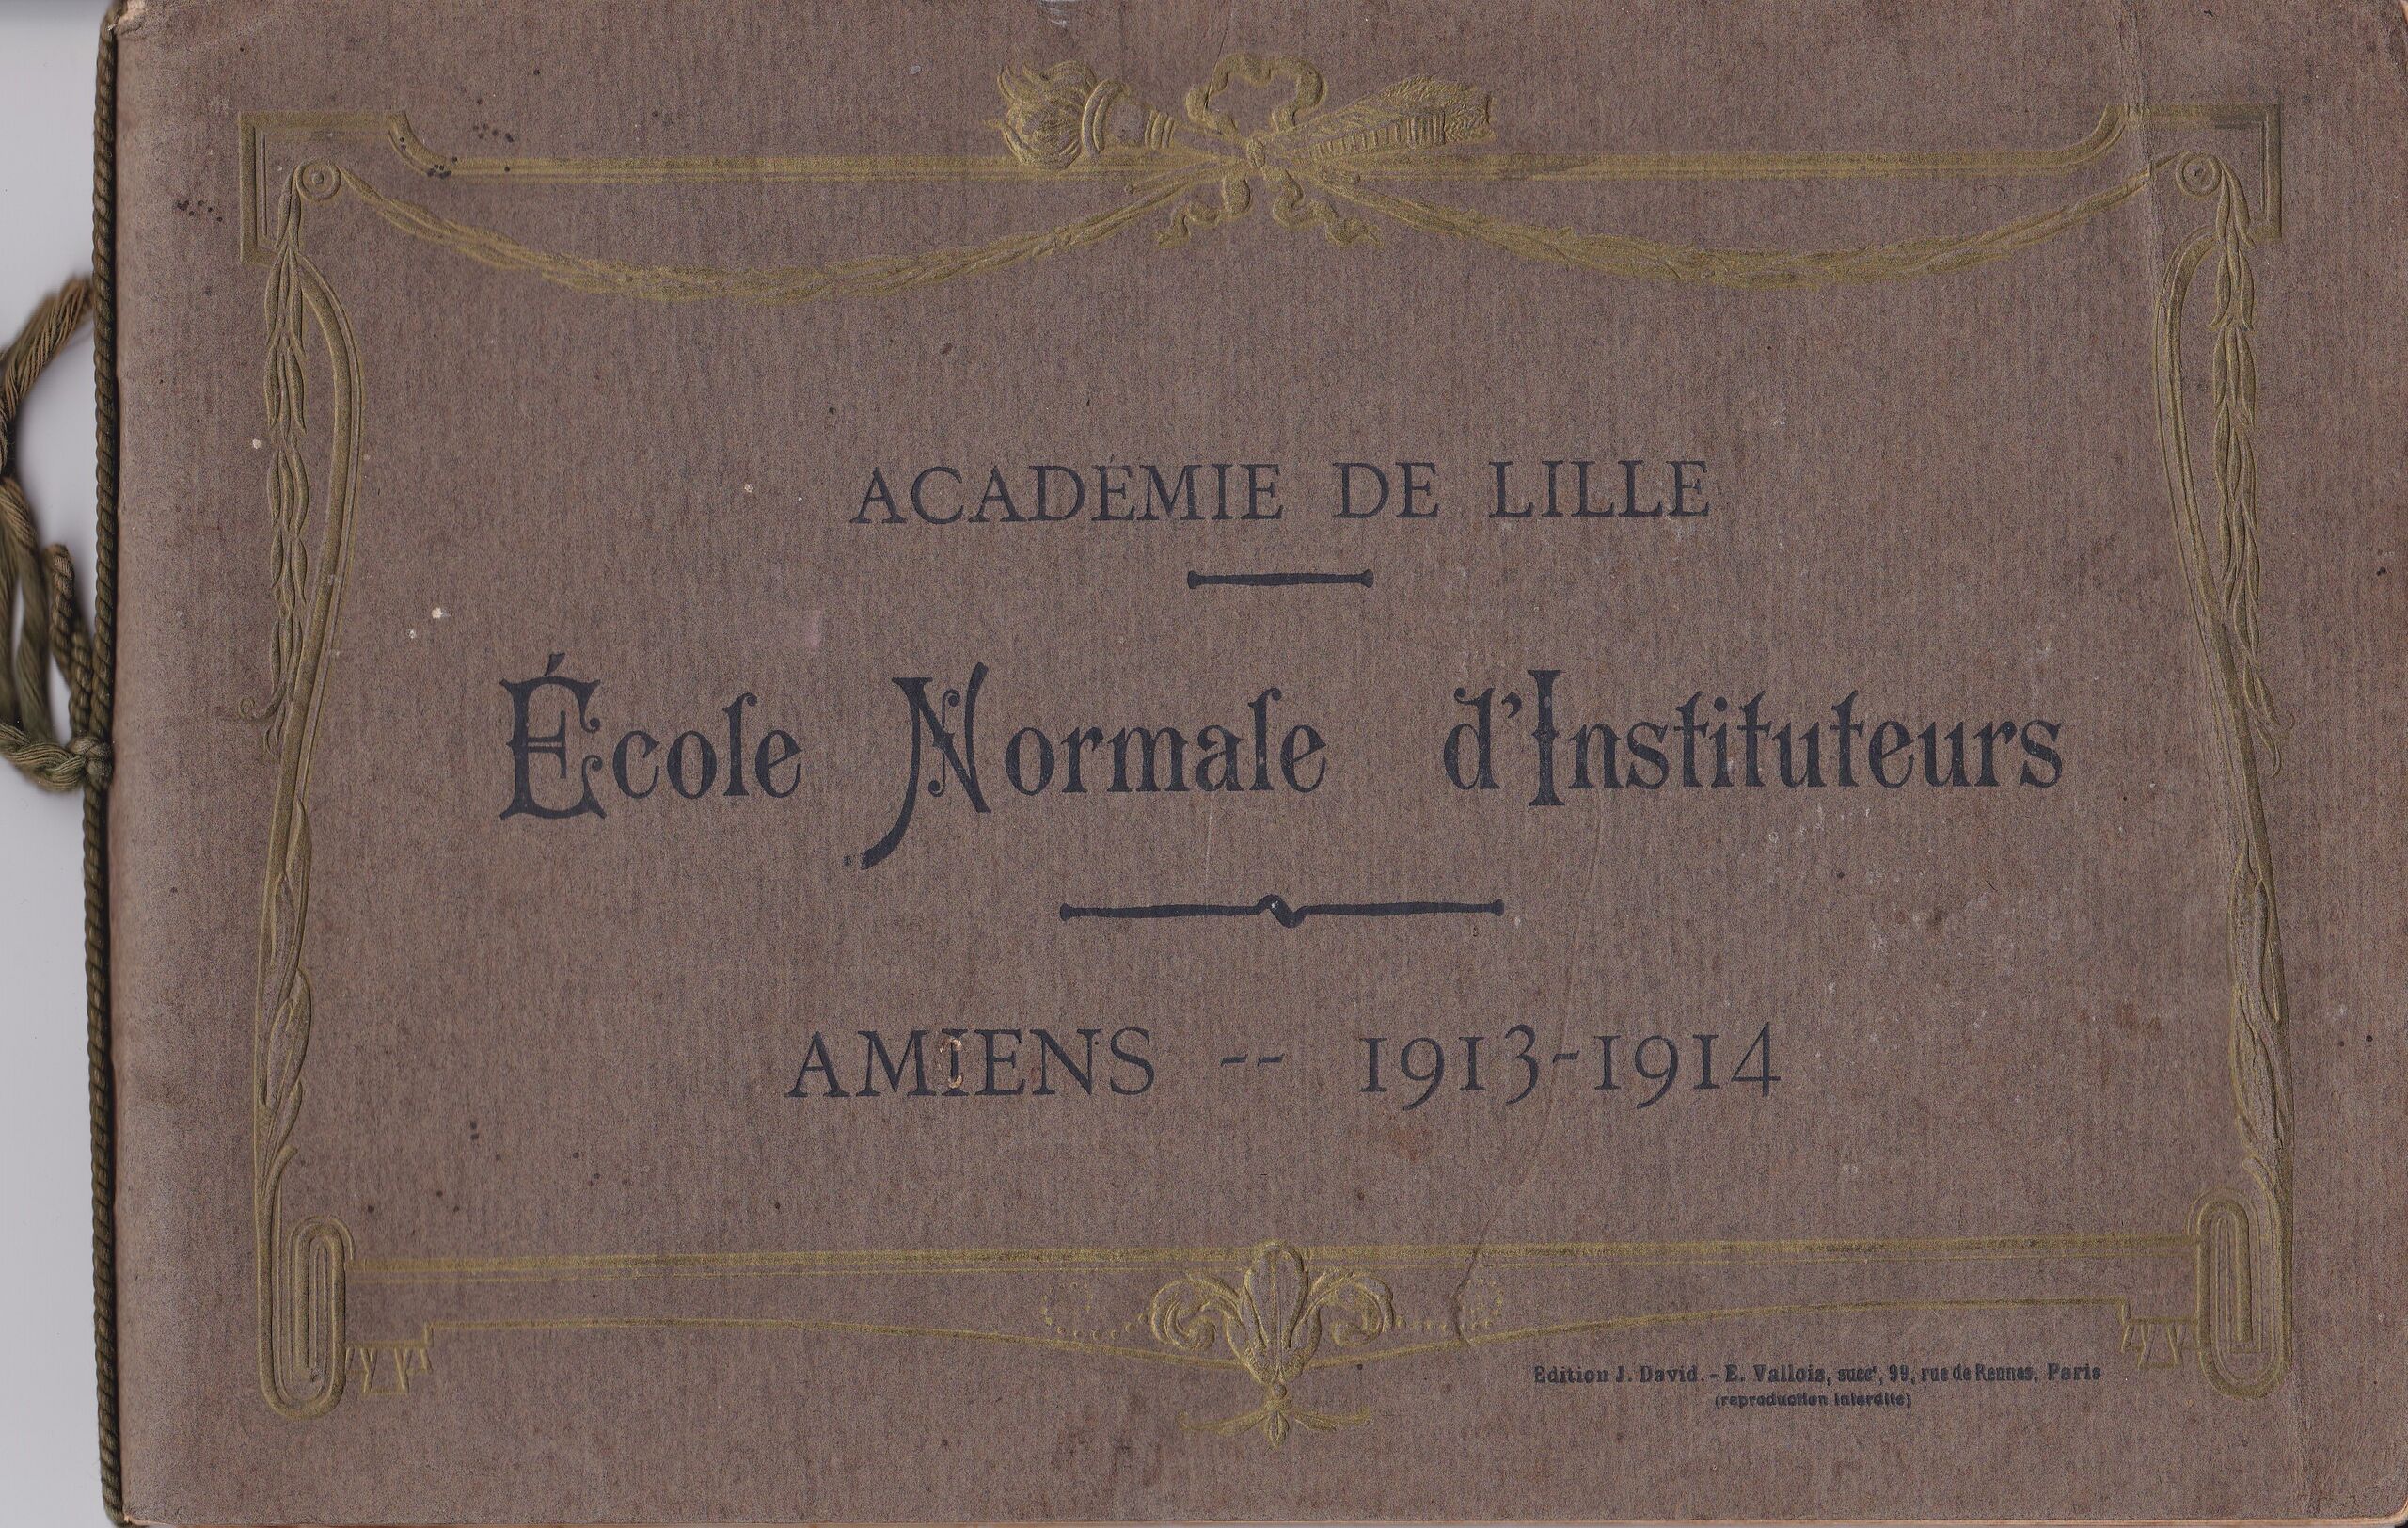 ACADÉMIE DE LILLE
École Normale d'Instituteurs
AMIENS -- 1913-1914
Edition J. David. - E. Vallois, succʳ, 99, rue de Rennes, Paris
(reproduction interdite)